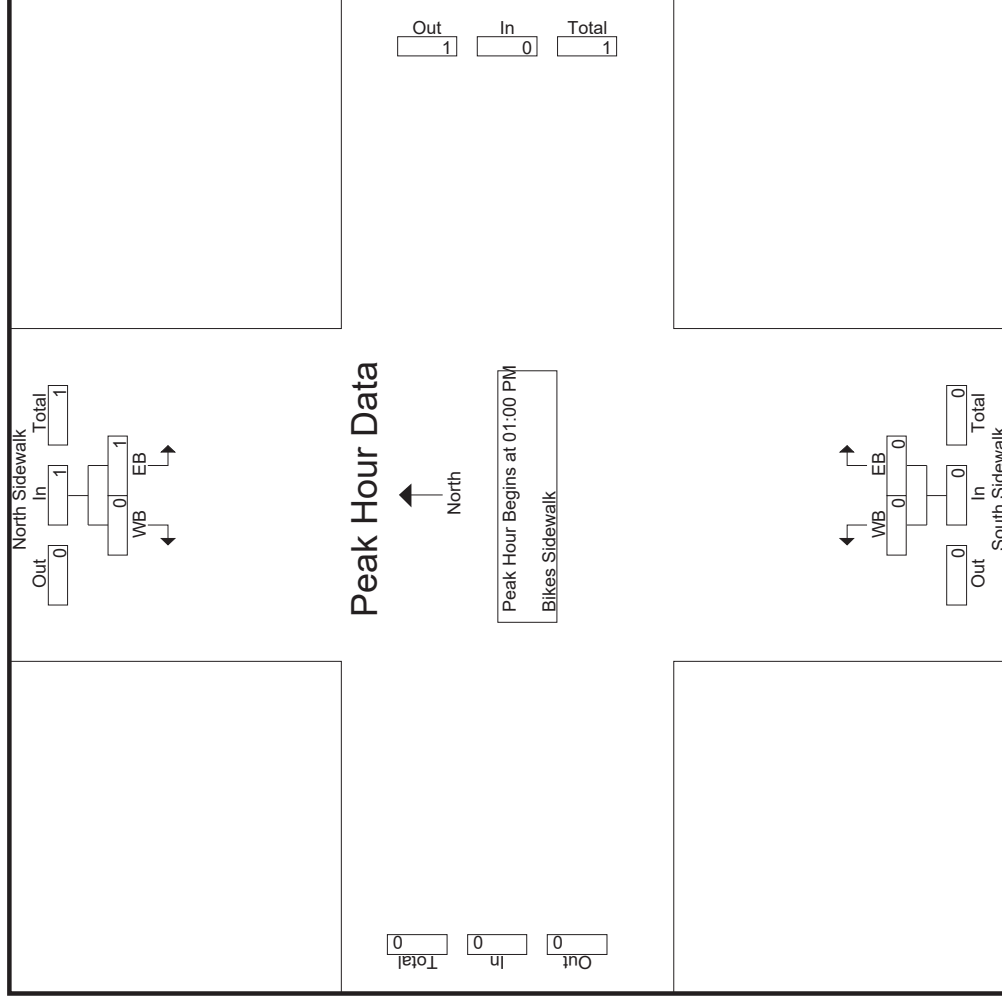 Out In Total
1 0 1
North Sidewalk
Out In Total
0 1 1
0 1
WB EB
Peak Hour Data
North
Peak Hour Begins at 01:00 PM
Bikes Sidewalk
WB EB
0 0
0 0 0
Out In Total
South Sidewalk
0 0 0
Total In Out